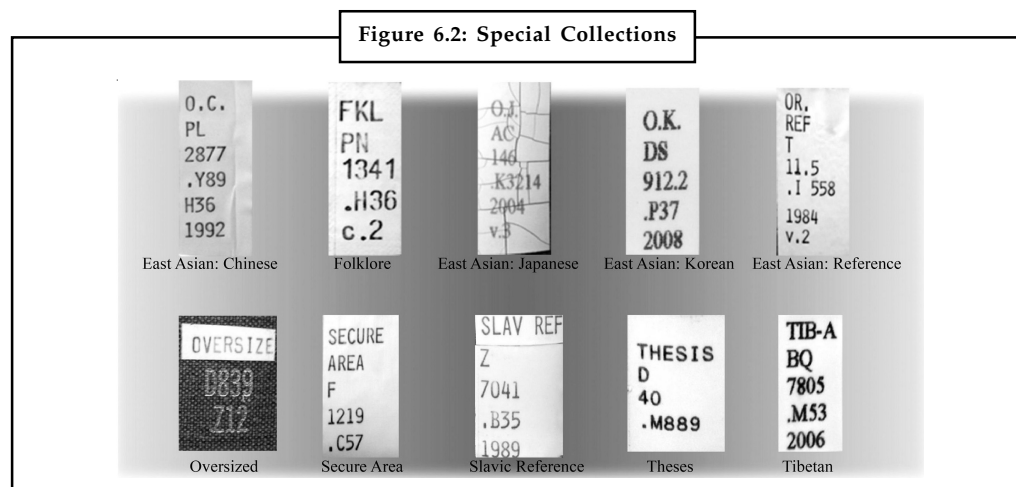 Figure 6.2: Special Collections
O.C.
PL
2877
.Y89
H36
1992
East Asian: Chinese
FKL
PN
1341
.H36
c.2
Folklore
O.J.
AC
146
.K3214
2004
v.3
East Asian: Japanese
O.K.
DS
912.2
.P37
2008
East Asian: Korean
OR.
REF
T
11.5
.I 558
1984
v.2
East Asian: Reference
OVERSIZE
D839
Z12
Oversized
SECURE
AREA
F
1219
.C57
Secure Area
SLAV REF
Z
7041
.B35
1989
Slavic Reference
THESIS
D
40
.M889
Theses
TIB-A
BQ
7805
.M53
2006
Tibetan